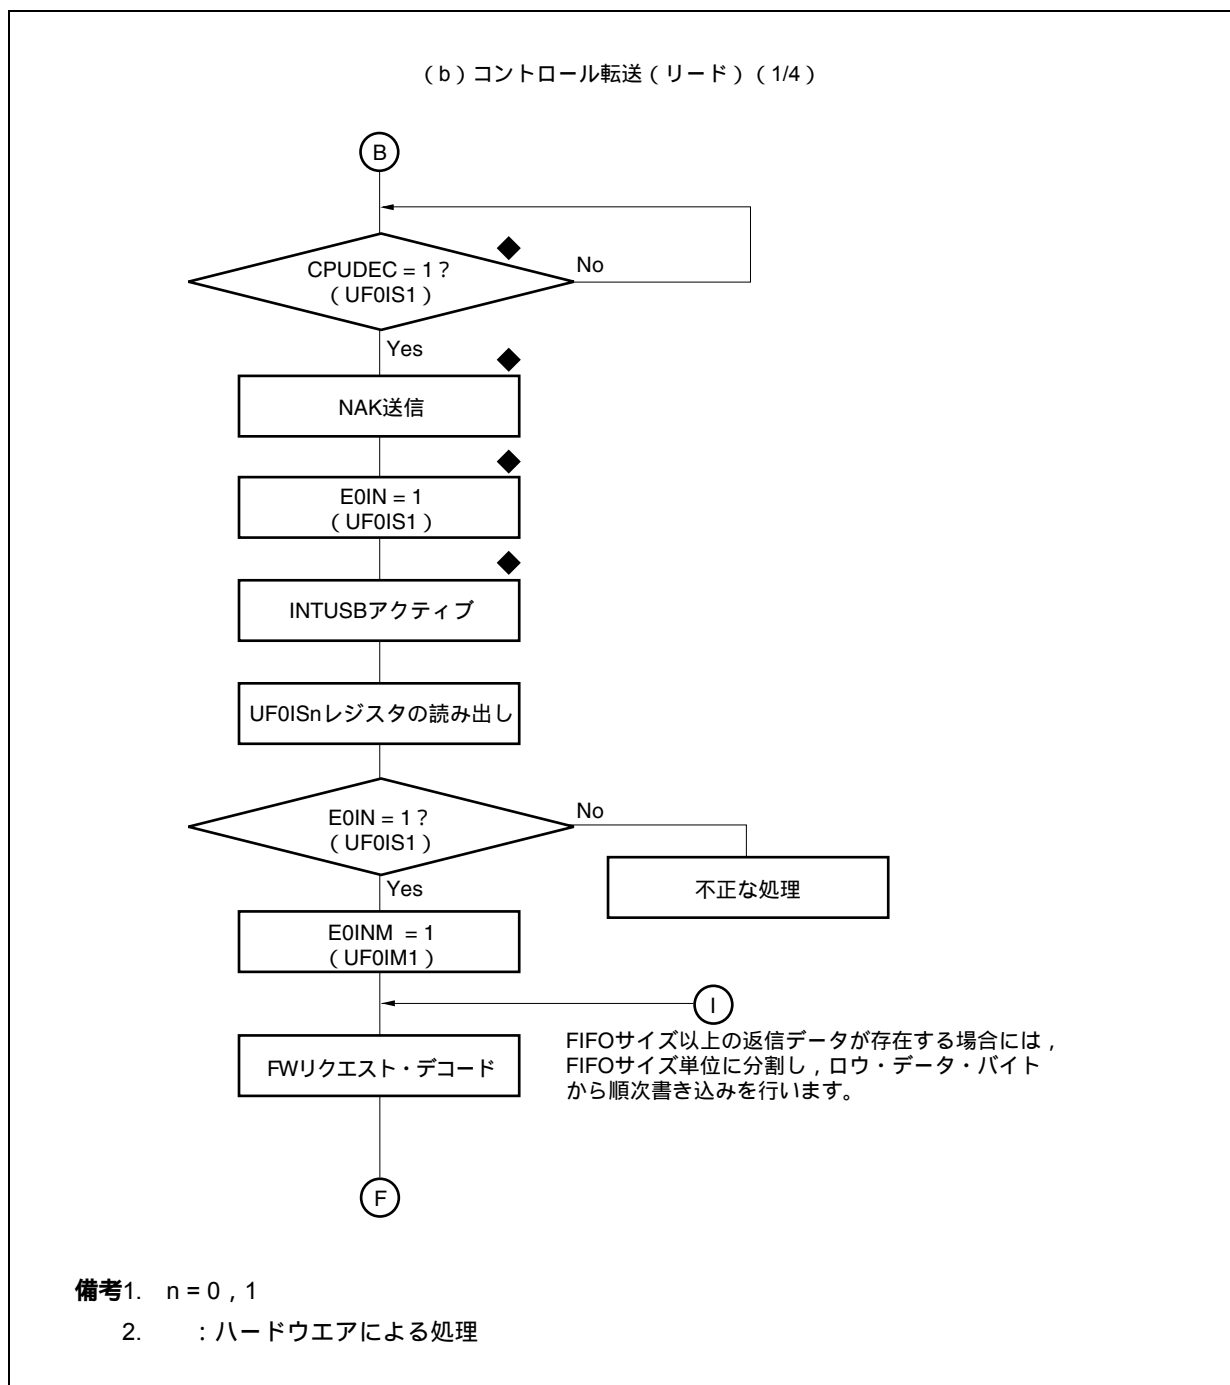 （b）コントロール転送（リード）（1/4）
B
CPUDEC = 1？
（UF0IS1）
No
Yes
NAK送信
E0IN = 1
（UF0IS1）
INTUSBアクティブ
UF0ISnレジスタの読み出し
E0IN = 1？
（UF0IS1）
No
不正な処理
Yes
E0INM = 1
（UF0IM1）
I
FIFOサイズ以上の返信データが存在する場合には，
FIFOサイズ単位に分割し，ロウ・データ・バイト
から順次書き込みを行います。
FWリクエスト・デコード
F
備考1. n = 0，1
2. ：ハードウエアによる処理